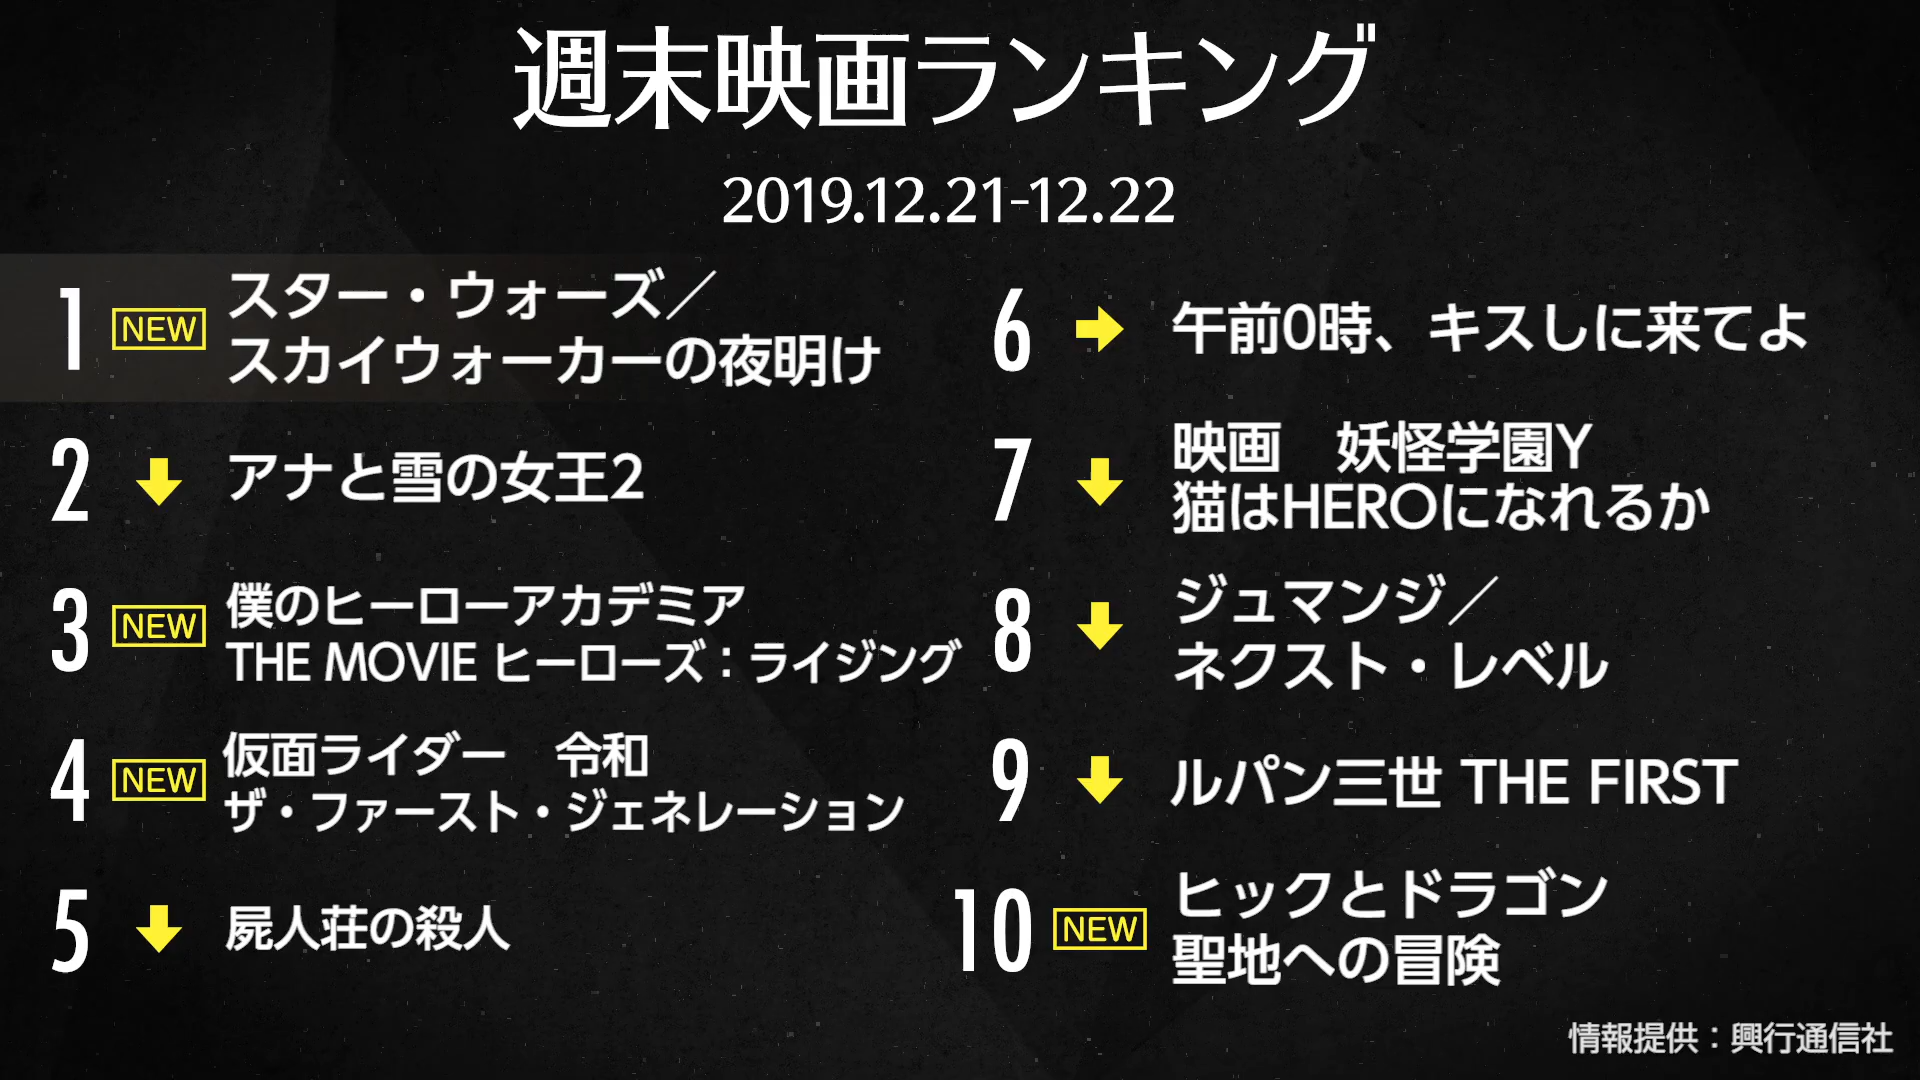 週末映画ランキング
2019.12.21-12.22
1 NEW スター・ウォーズ／
スカイウォーカーの夜明け
2 アナと雪の女王2
3 NEW 僕のヒーローアカデミア
THE MOVIE ヒーローズ：ライジング
4 NEW 仮面ライダー　令和
ザ・ファースト・ジェネレーション
5 屍人荘の殺人
6 午前0時、キスしに来てよ
7 映画　妖怪学園Y
猫はHEROになれるか
8 ジュマンジ／
ネクスト・レベル
9 ルパン三世 THE FIRST
10 NEW ヒックとドラゴン
聖地への冒険
情報提供：興行通信社